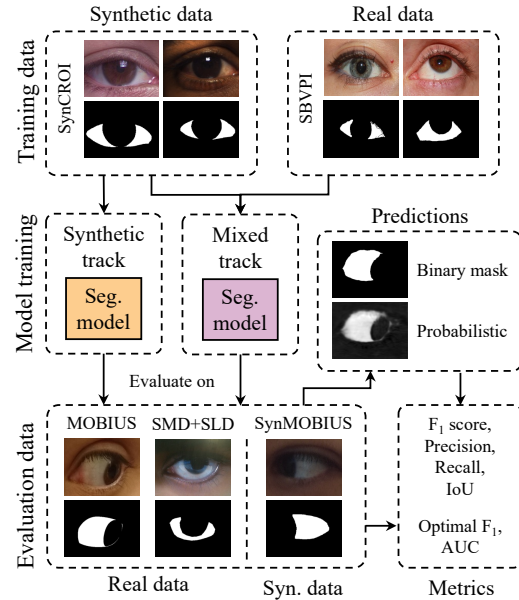 Synthetic data
Real data
Training data
SynCROI
SBVPI
Model training
Synthetic
track
Seg.
model
Mixed
track
Seg.
model
Predictions
Binary mask
Probabilistic
Evaluate on
Evaluation data
MOBIUS
SMD+SLD
SynMOBIUS
F₁ score,
Precision,
Recall,
IoU
Optimal F₁,
AUC
Real data
Syn. data
Metrics